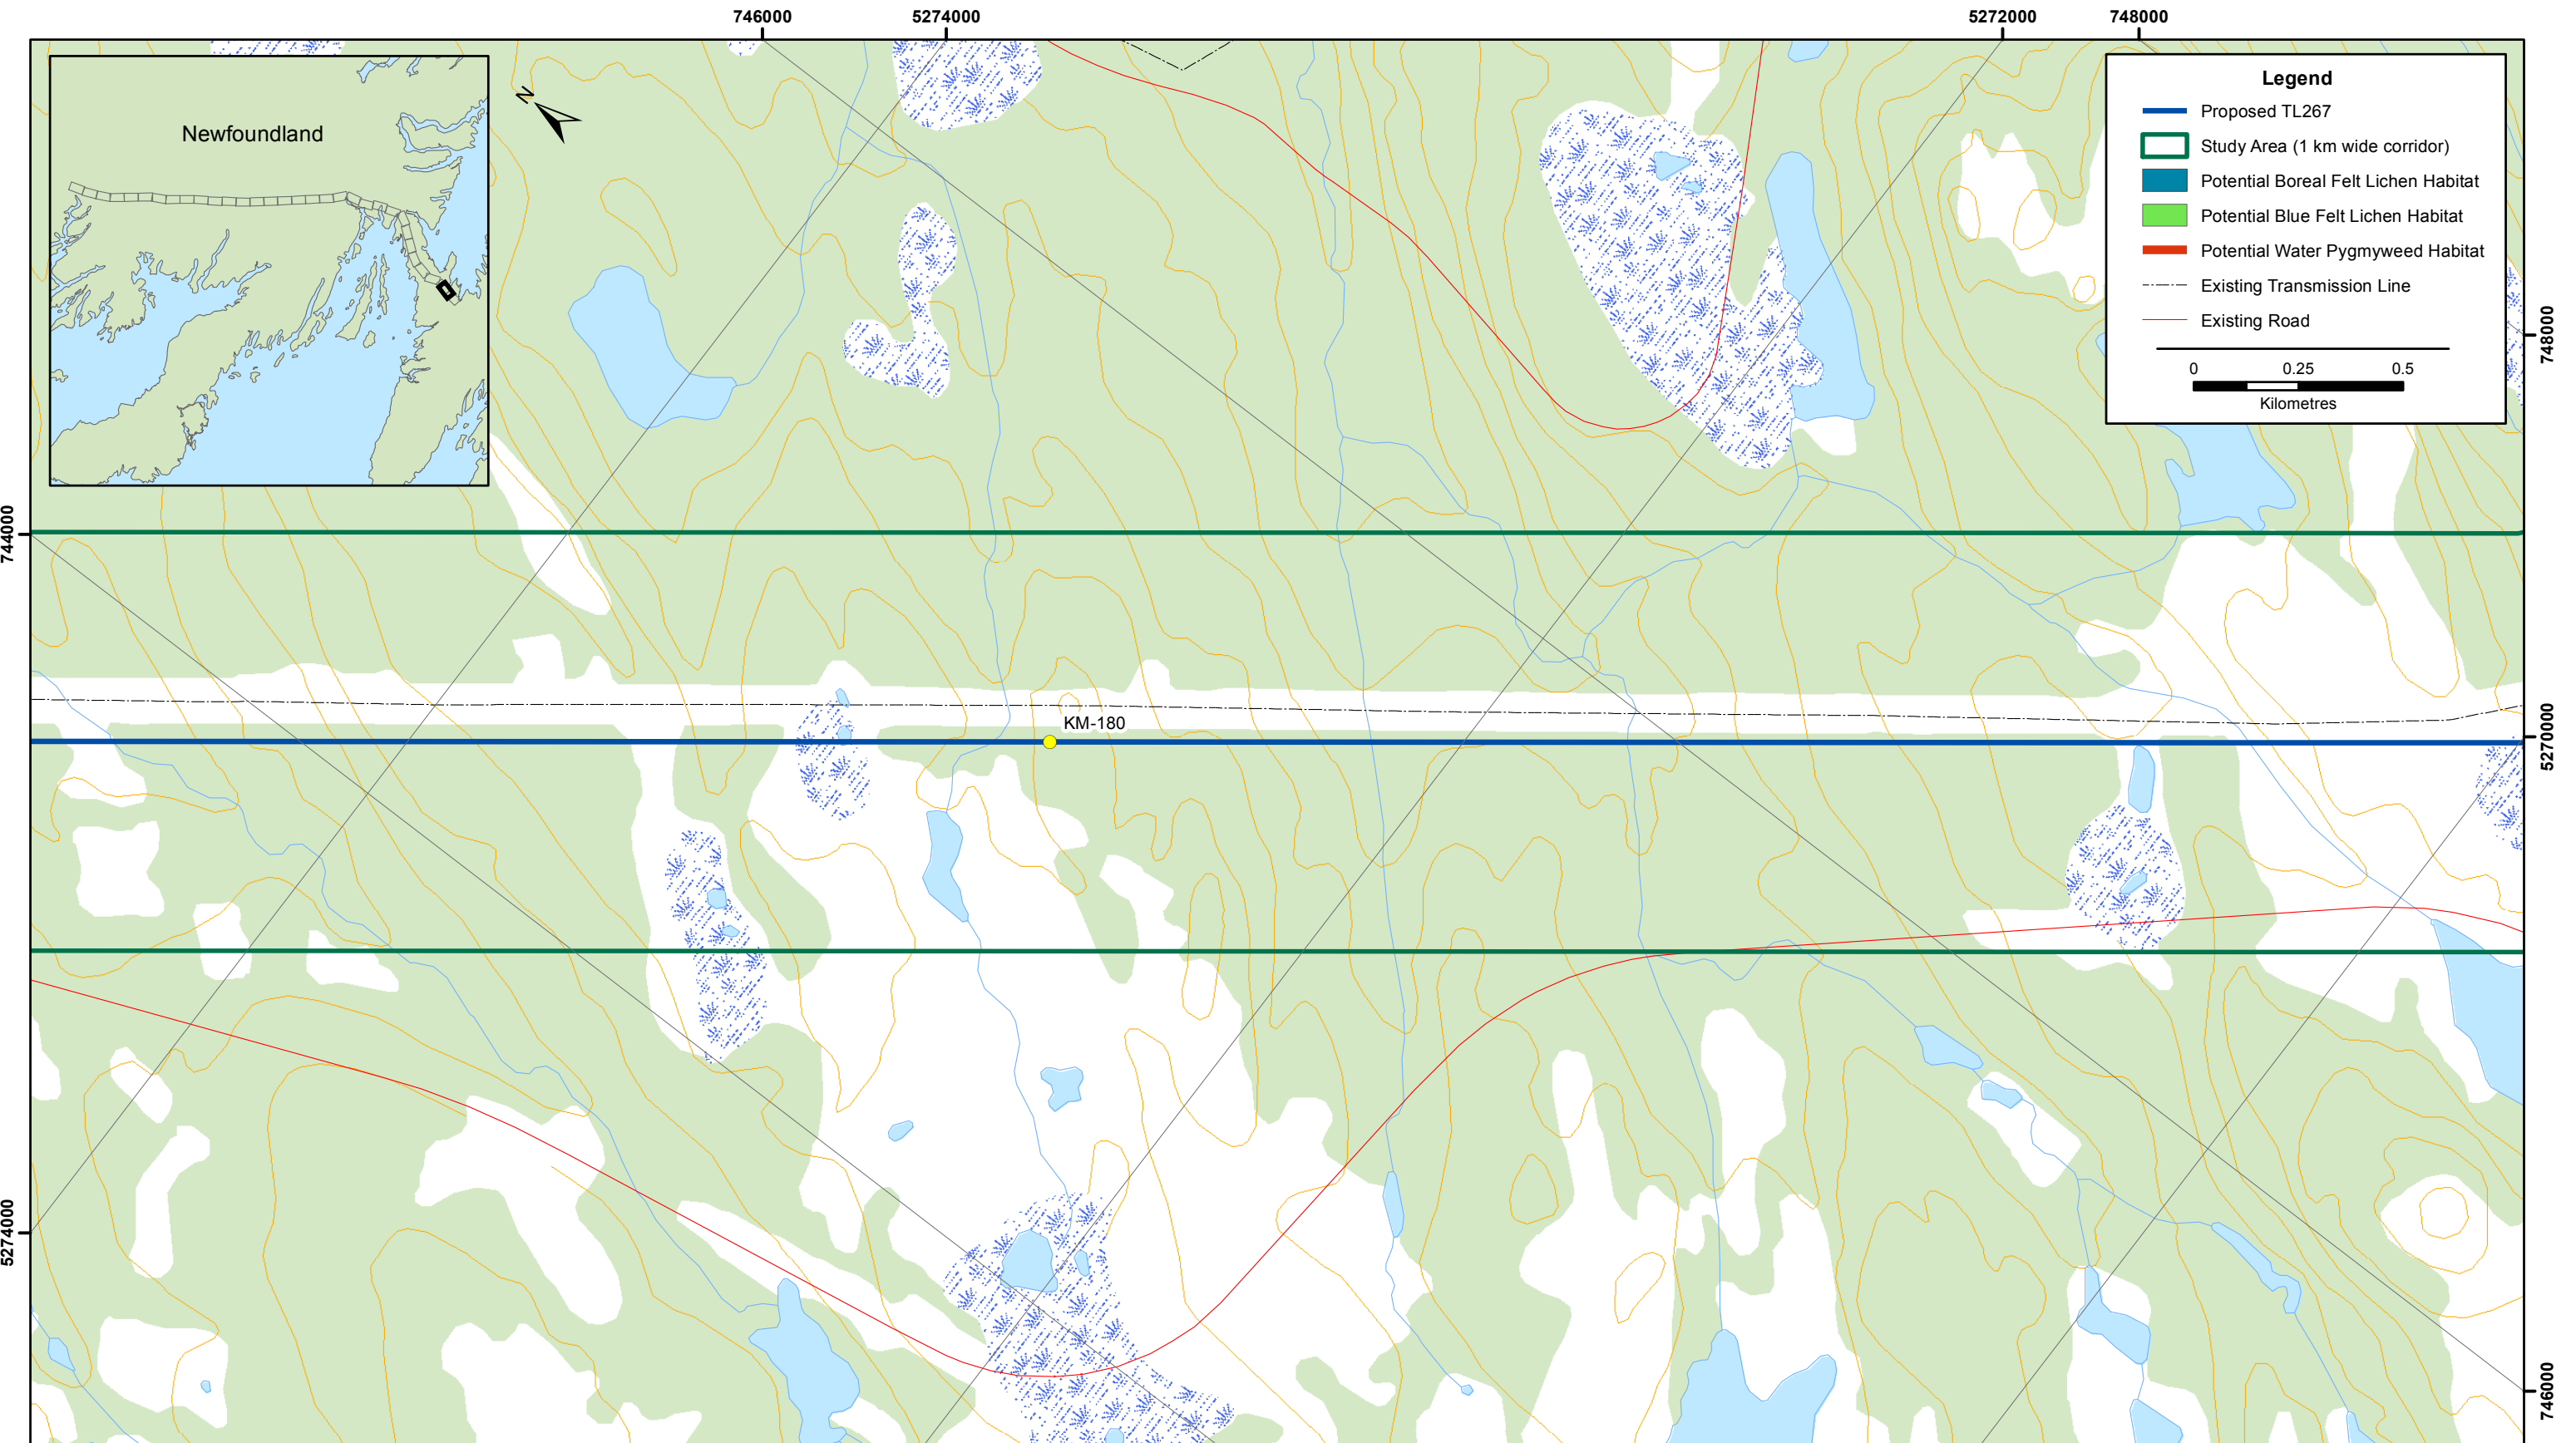 746000 5274000 5272000 748000
Newfoundland
N
Legend
Proposed TL267
Study Area (1 km wide corridor)
Potential Boreal Felt Lichen Habitat
Potential Blue Felt Lichen Habitat
Potential Water Pygmyweed Habitat
Existing Transmission Line
Existing Road
0 0.25 0.5
Kilometres
748000
744000
KM-180
5270000
5274000
746000